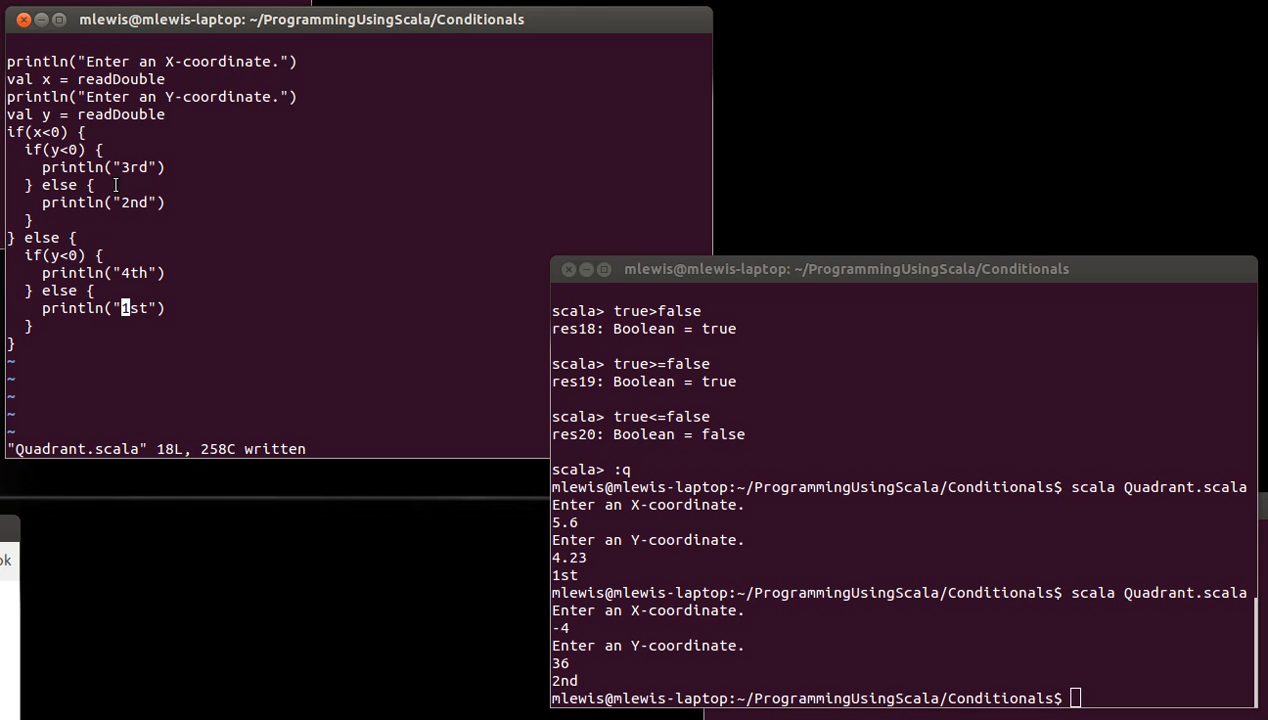 mlewis@mlewis-laptop: ~/ProgrammingUsingScala/Conditionals
println("Enter an X-coordinate.")
val x = readDouble
println("Enter an Y-coordinate.")
val y = readDouble
if(x<0) {
  if(y<0) {
    println("3rd")
  } else {
    println("2nd")
  }
} else {
  if(y<0) {
    println("4th")
  } else {
    println("1st")
  }
}
~
~
~
~
~
"Quadrant.scala" 18L, 258C written
ok
mlewis@mlewis-laptop: ~/ProgrammingUsingScala/Conditionals
scala> true>false
res18: Boolean = true
scala> true>=false
res19: Boolean = true
scala> true<=false
res20: Boolean = false
scala> :q
mlewis@mlewis-laptop:~/ProgrammingUsingScala/Conditionals$ scala Quadrant.scala
Enter an X-coordinate.
5.6
Enter an Y-coordinate.
4.23
1st
mlewis@mlewis-laptop:~/ProgrammingUsingScala/Conditionals$ scala Quadrant.scala
Enter an X-coordinate.
-4
Enter an Y-coordinate.
36
2nd
mlewis@mlewis-laptop:~/ProgrammingUsingScala/Conditionals$